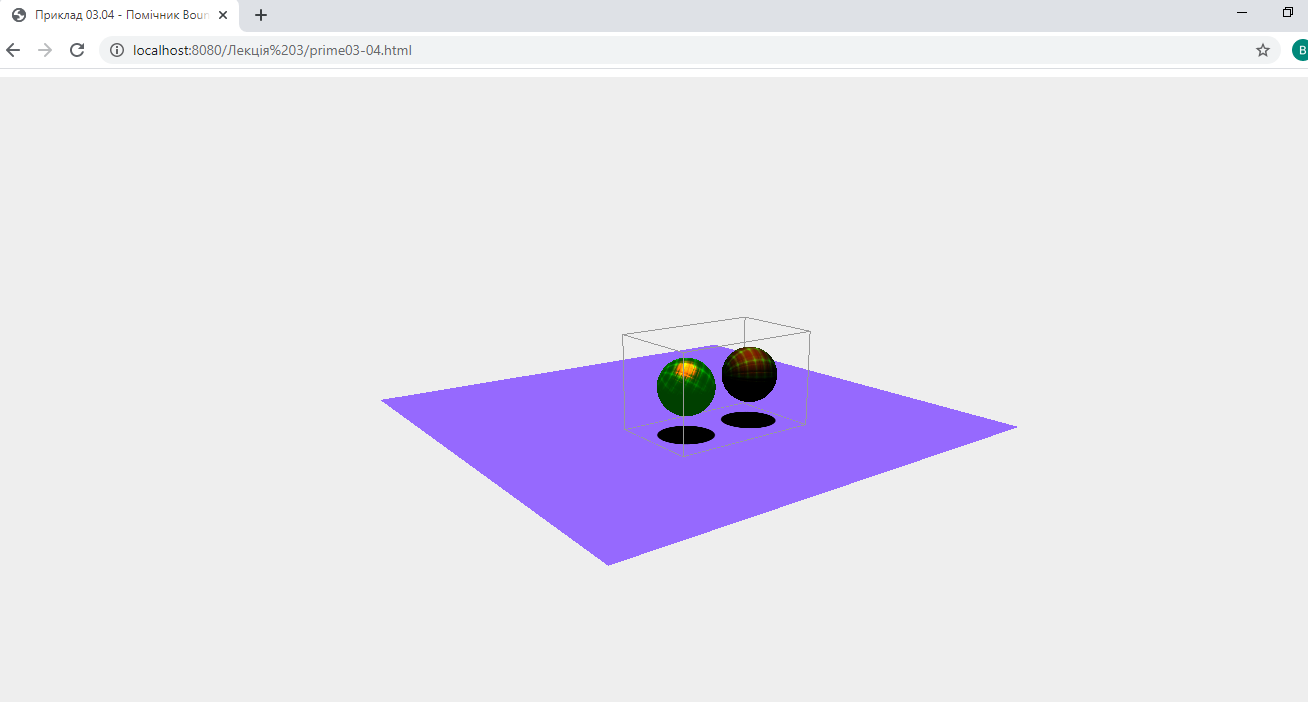 Приклад 03.04 - Помічник Boun
localhost:8080/Лекція%203/prime03-04.html
B